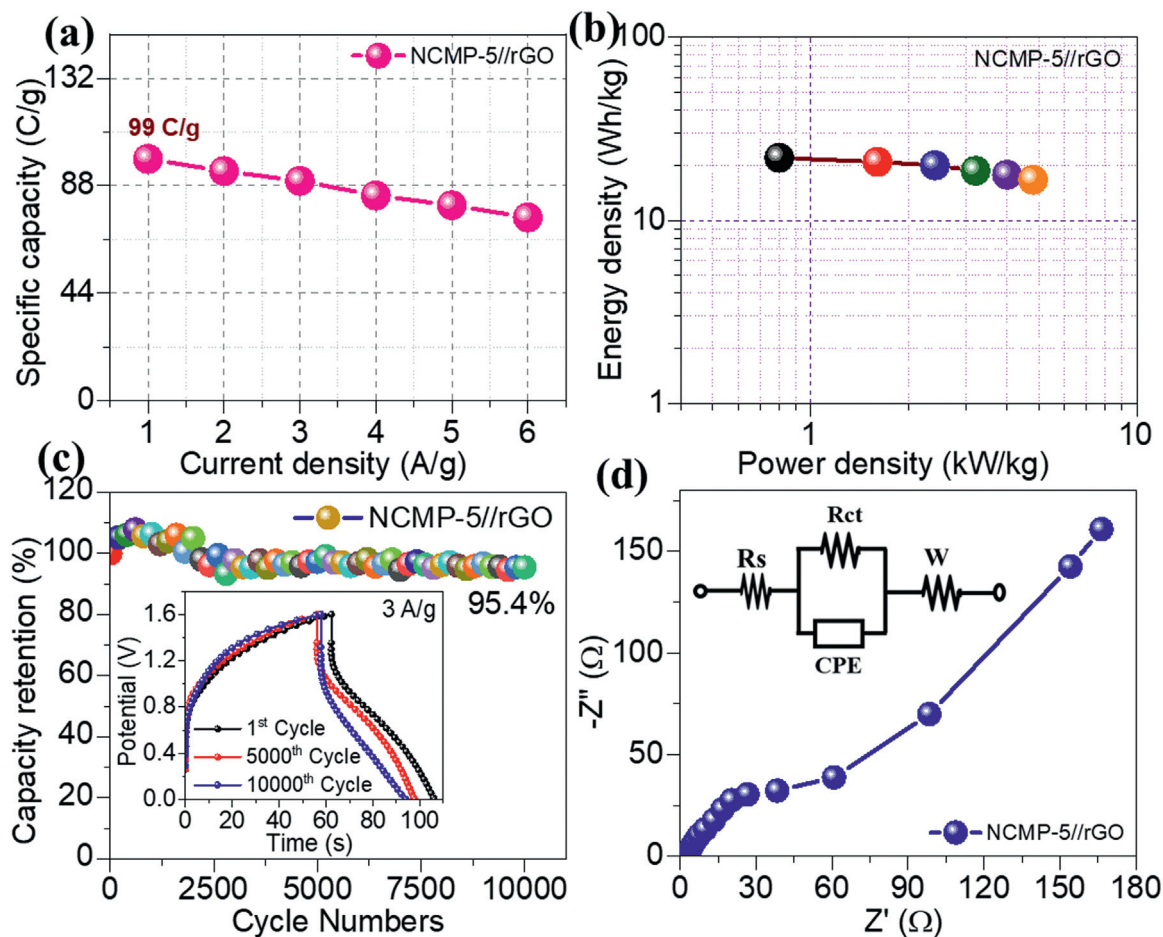 (a)
NCMP-5//rGO
99 C/g
Specific capacity (C/g)
132
88
44
0
1 2 3 4 5 6
Current density (A/g)
(b)
NCMP-5//rGO
Energy density (Wh/kg)
100
10
1
1 10
Power density (kW/kg)
(c)
NCMP-5//rGO
95.4%
Capacity retention (%)
120
100
80
60
40
20
0
0 2500 5000 7500 10000
Cycle Numbers
3 A/g
Potential (V)
1.6
1.2
0.8
0.4
0.0
1st Cycle
5000th Cycle
10000th Cycle
0 20 40 60 80 100
Time (s)
(d)
Rct
Rs
W
CPE
NCMP-5//rGO
-Z" (Ω)
150
100
50
0
0 30 60 90 120 150 180
Z' (Ω)